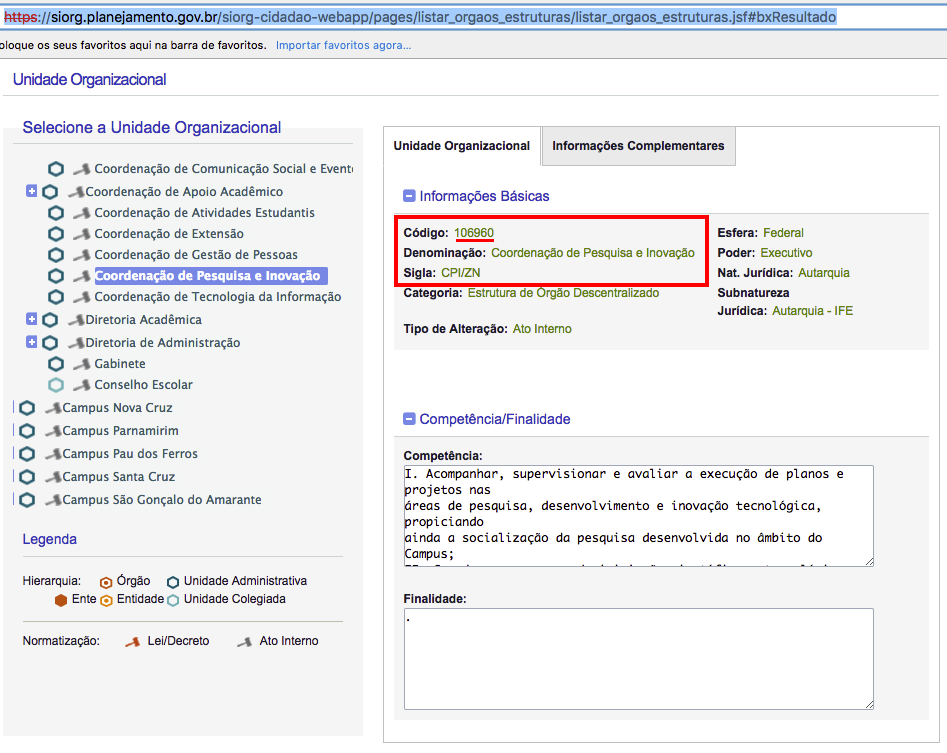 https://siorg.planejamento.gov.br/siorg-cidadao-webapp/pages/listar_orgaos_estruturas/listar_orgaos_estruturas.jsf#bxResultado
oloque os seus favoritos aqui na barra de favoritos. Importar favoritos agora...
Unidade Organizacional
Selecione a Unidade Organizacional
Coordenação de Comunicação Social e Evento
Coordenação de Apoio Acadêmico
Coordenação de Atividades Estudantis
Coordenação de Extensão
Coordenação de Gestão de Pessoas
Coordenação de Pesquisa e Inovação
Coordenação de Tecnologia da Informação
Diretoria Acadêmica
Diretoria de Administração
Gabinete
Conselho Escolar
Campus Nova Cruz
Campus Parnamirim
Campus Pau dos Ferros
Campus Santa Cruz
Campus São Gonçalo do Amarante
Legenda
Hierarquia: Órgão Unidade Administrativa
Ente Entidade Unidade Colegiada
Normatização: Lei/Decreto Ato Interno
Unidade Organizacional Informações Complementares
Informações Básicas
Código: 106960
Denominação: Coordenação de Pesquisa e Inovação
Sigla: CPI/ZN
Categoria: Estrutura de Órgão Descentralizado
Tipo de Alteração: Ato Interno
Esfera: Federal
Poder: Executivo
Nat. Jurídica: Autarquia
Subnatureza
Jurídica: Autarquia - IFE
Competência/Finalidade
Competência:
I. Acompanhar, supervisionar e avaliar a execução de planos e
projetos nas
áreas de pesquisa, desenvolvimento e inovação tecnológica,
propiciando
ainda a socialização da pesquisa desenvolvida no âmbito do
Campus;
Finalidade:
.